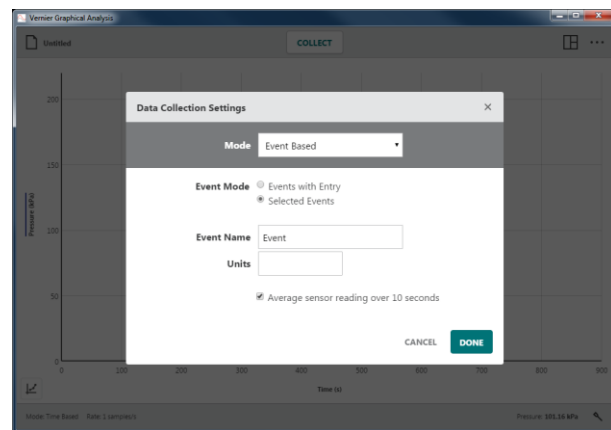 Vernier Graphical Analysis
Untitled
COLLECT
Data Collection Settings
Mode
Event Based
Event Mode
Events with Entry
Selected Events
Event Name
Event
Units
Average sensor reading over 10 seconds
CANCEL
DONE
Pressure (kPa)
200
150
100
50
0
0 100 200 300 400 500 600 700 800 900
Time (s)
Mode: Time Based Rate: 1 samples/s
Pressure: 101.16 kPa